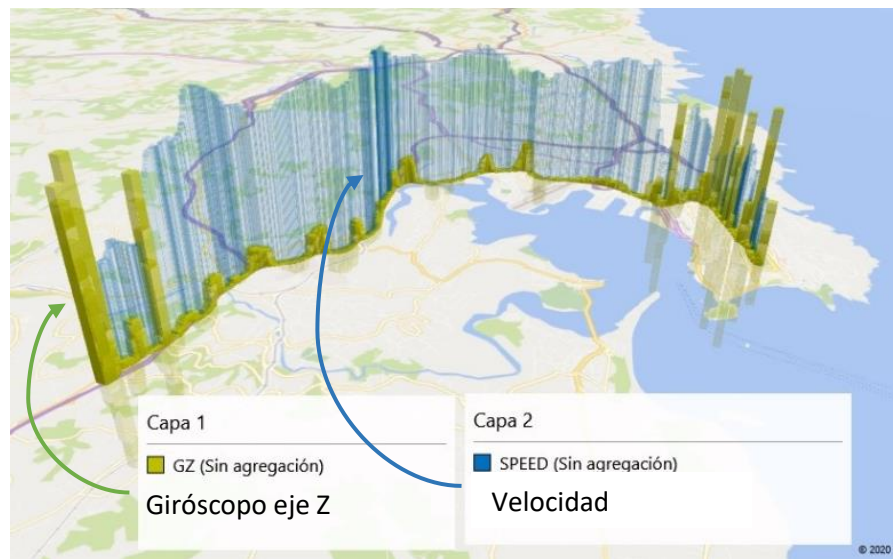 Capa 1
GZ (Sin agregación)
Giróscopo eje Z
Capa 2
SPEED (Sin agregación)
Velocidad
© 2020